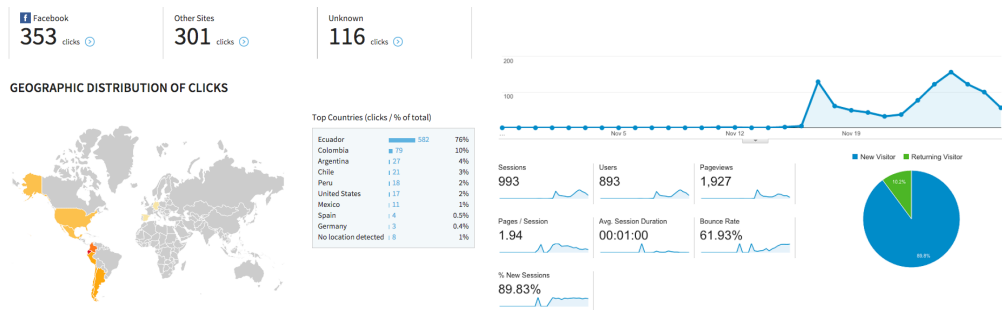 Facebook
353 clicks
Other Sites
301 clicks
Unknown
116 clicks
GEOGRAPHIC DISTRIBUTION OF CLICKS
Top Countries (clicks / % of total)
Ecuador 582 76%
Colombia 79 10%
Argentina 27 4%
Chile 21 3%
Peru 18 2%
United States 17 2%
Mexico 11 1%
Spain 4 0.5%
Germany 3 0.4%
No location detected 8 1%
200
100
...
Nov 5
Nov 12
Nov 19
Sessions
993
Users
893
Pageviews
1,927
Pages / Session
1.94
Avg. Session Duration
00:01:00
Bounce Rate
61.93%
% New Sessions
89.83%
New Visitor
Returning Visitor
10.2%
89.8%